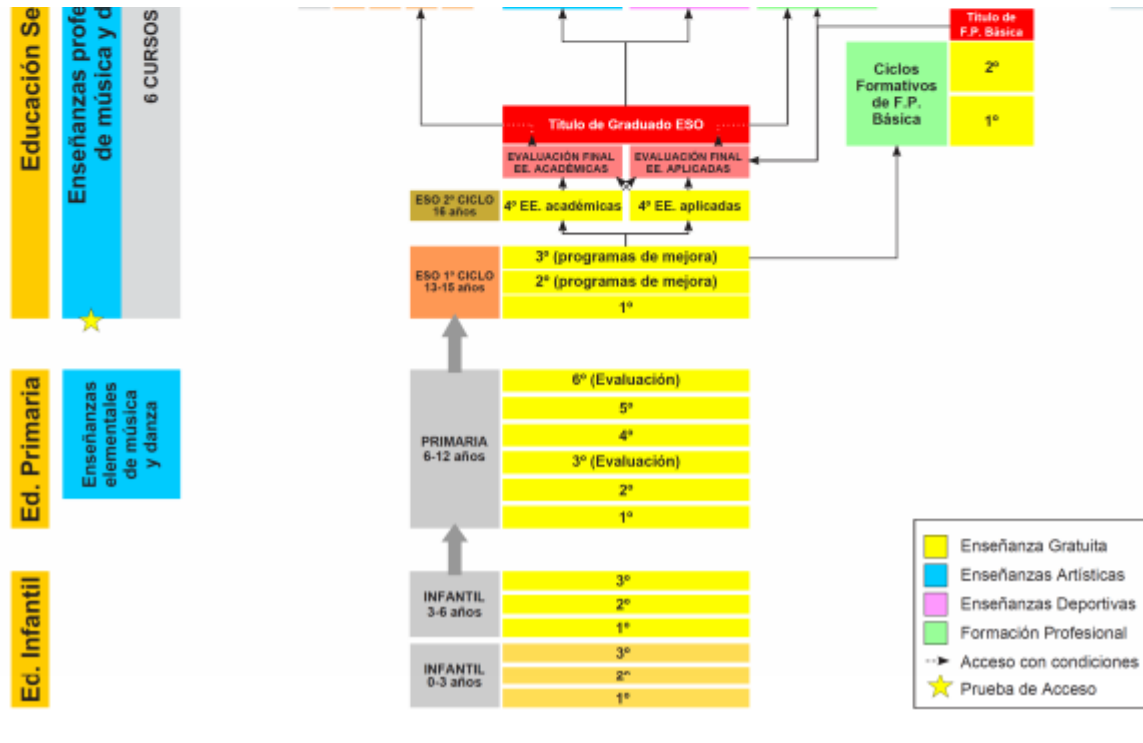 Educación Se
Enseñanzas profe
de música y d
6 CURSOS
Título de
F.P. Básica
2º
1º
Ciclos
Formativos
de F.P.
Básica
Título de Graduado ESO
EVALUACIÓN FINAL
EE. ACADÉMICAS
EVALUACIÓN FINAL
EE. APLICADAS
ESO 2º CICLO
16 años
4º EE. académicas
4º EE. aplicadas
ESO 1º CICLO
13-15 años
3º (programas de mejora)
2º (programas de mejora)
1º
Ed. Primaria
Enseñanzas
elementales
de música
y danza
PRIMARIA
6-12 años
6º (Evaluación)
5º
4º
3º (Evaluación)
2º
1º
Ed. Infantil
INFANTIL
3-6 años
3º
2º
1º
INFANTIL
0-3 años
3º
2º
1º
Enseñanza Gratuita
Enseñanzas Artísticas
Enseñanzas Deportivas
Formación Profesional
Acceso con condiciones
Prueba de Acceso